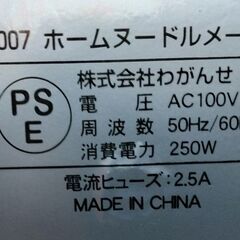 007 ホームヌードルメー
株式会社わがんせ
PS
E
電 圧 AC100V
周 波 数 50Hz/60
消費電力 250W
電流ヒューズ：2.5A
MADE IN CHINA